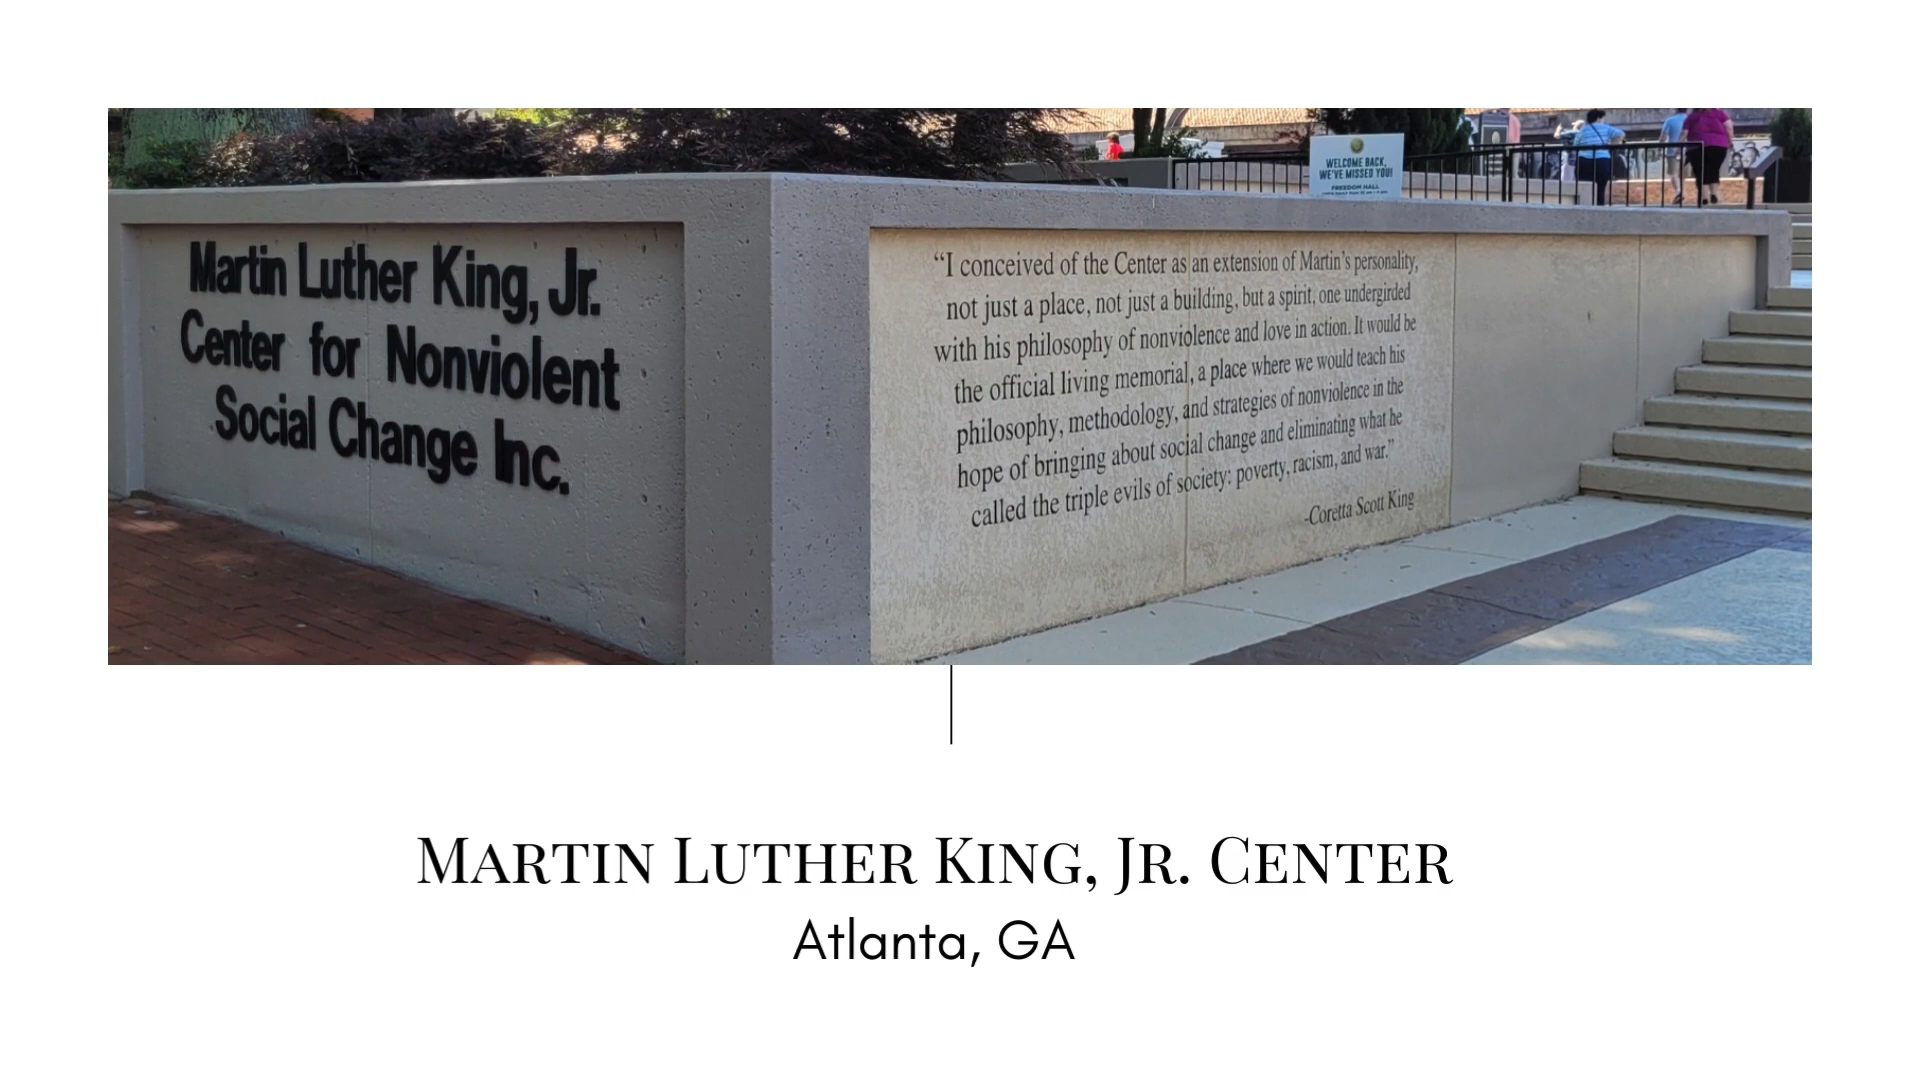 Martin Luther King, Jr.
Center for Nonviolent
Social Change Inc.
“I conceived of the Center as an extension of Martin's personality,
not just a place, not just a building, but a spirit, one undergirded
with his philosophy of nonviolence and love in action. It would be
the official living memorial, a place where we would teach his
philosophy, methodology, and strategies of nonviolence in the
hope of bringing about social change and eliminating what he
called the triple evils of society: poverty, racism, and war.”
-Coretta Scott King
WELCOME BACK,
WE'VE MISSED YOU!
FREEDOM HALL
MARTIN LUTHER KING, JR. CENTER
Atlanta, GA